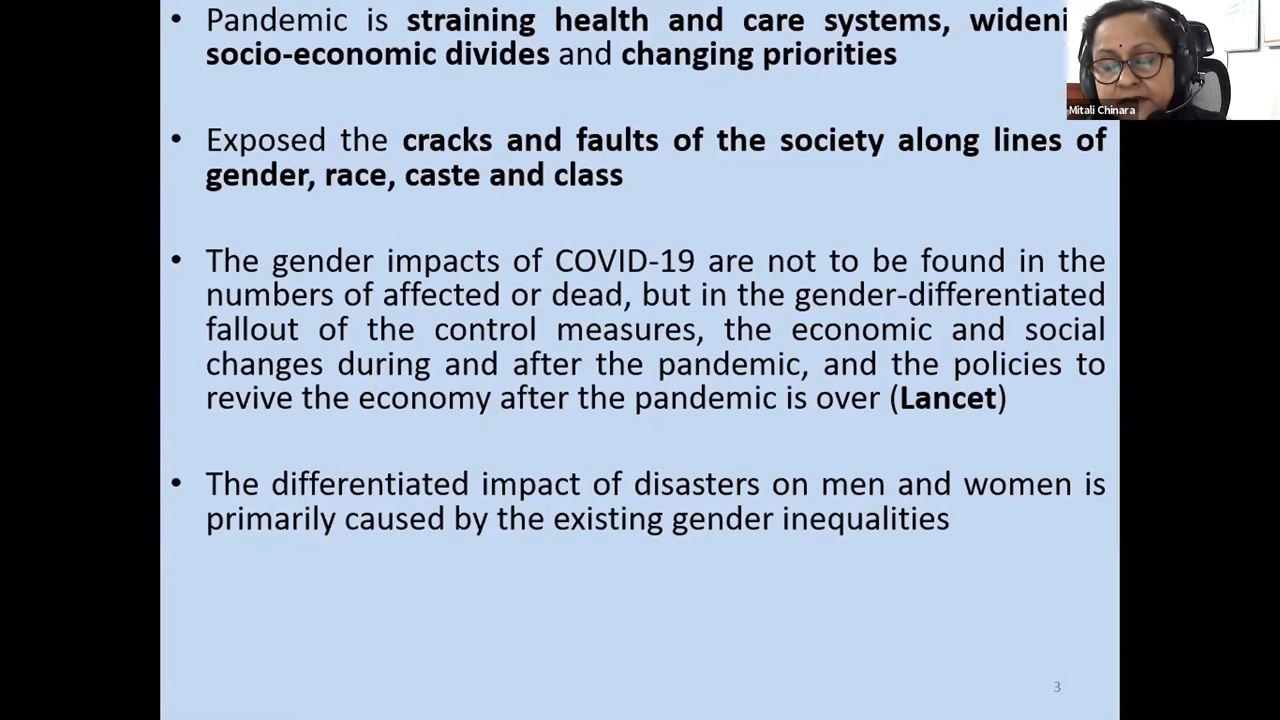 • Pandemic is straining health and care systems, wideni
socio-economic divides and changing priorities
Mitali Chinara
• Exposed the cracks and faults of the society along lines of
gender, race, caste and class
• The gender impacts of COVID-19 are not to be found in the
numbers of affected or dead, but in the gender-differentiated
fallout of the control measures, the economic and social
changes during and after the pandemic, and the policies to
revive the economy after the pandemic is over (Lancet)
• The differentiated impact of disasters on men and women is
primarily caused by the existing gender inequalities
3